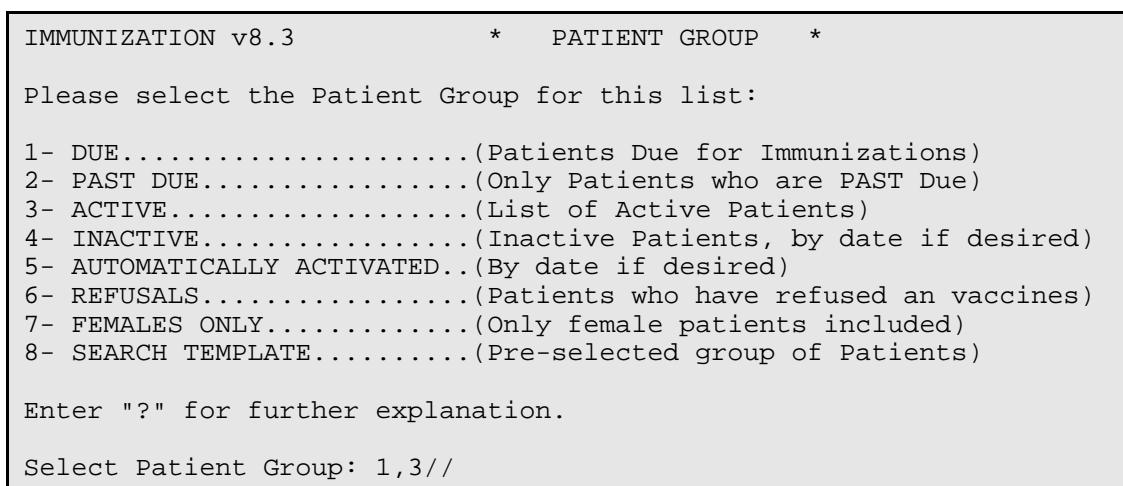 IMMUNIZATION v8.3 * PATIENT GROUP *
Please select the Patient Group for this list:
1- DUE......................(Patients Due for Immunizations)
2- PAST DUE.................(Only Patients who are PAST Due)
3- ACTIVE...................(List of Active Patients)
4- INACTIVE.................(Inactive Patients, by date if desired)
5- AUTOMATICALLY ACTIVATED..(By date if desired)
6- REFUSALS.................(Patients who have refused an vaccines)
7- FEMALES ONLY.............(Only female patients included)
8- SEARCH TEMPLATE..........(Pre-selected group of Patients)
Enter "?" for further explanation.
Select Patient Group: 1,3//